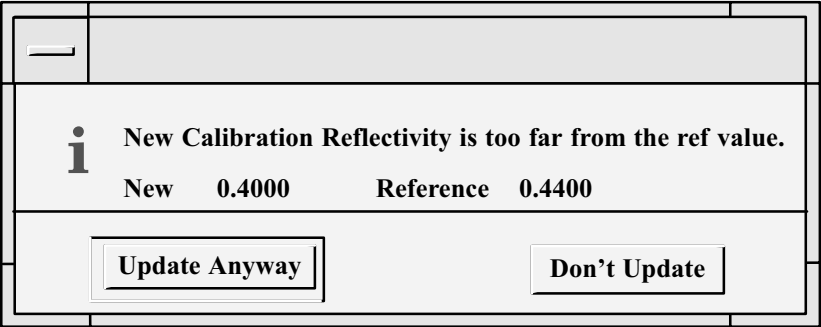 New Calibration Reflectivity is too far from the ref value.
New 0.4000 Reference 0.4400
Update Anyway Don’t Update